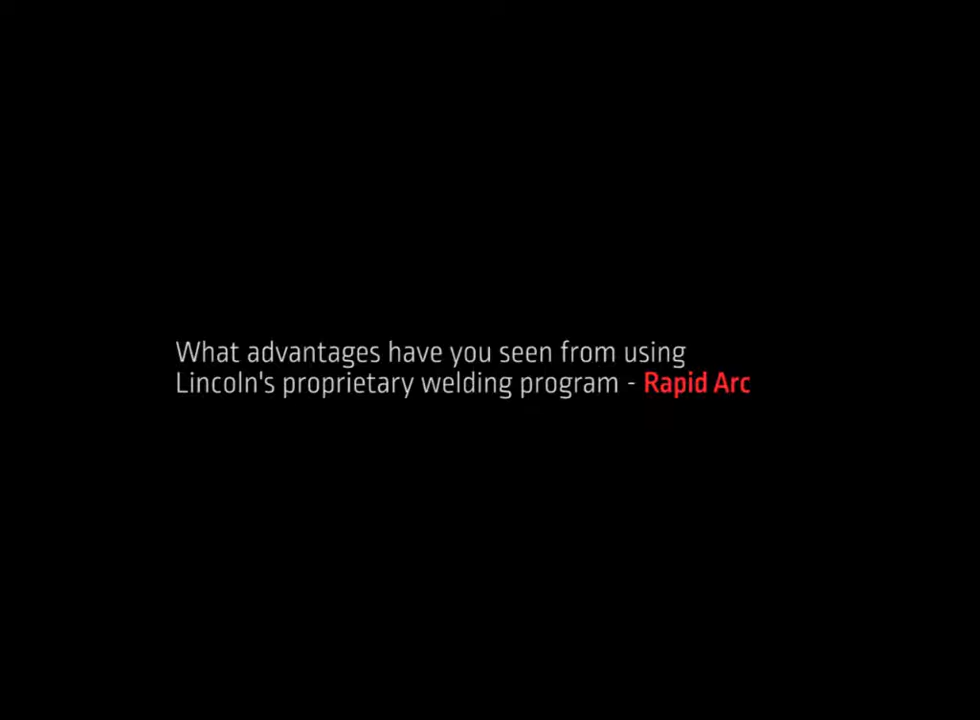 What advantages have you seen from using
Lincoln's proprietary welding program - Rapid Arc